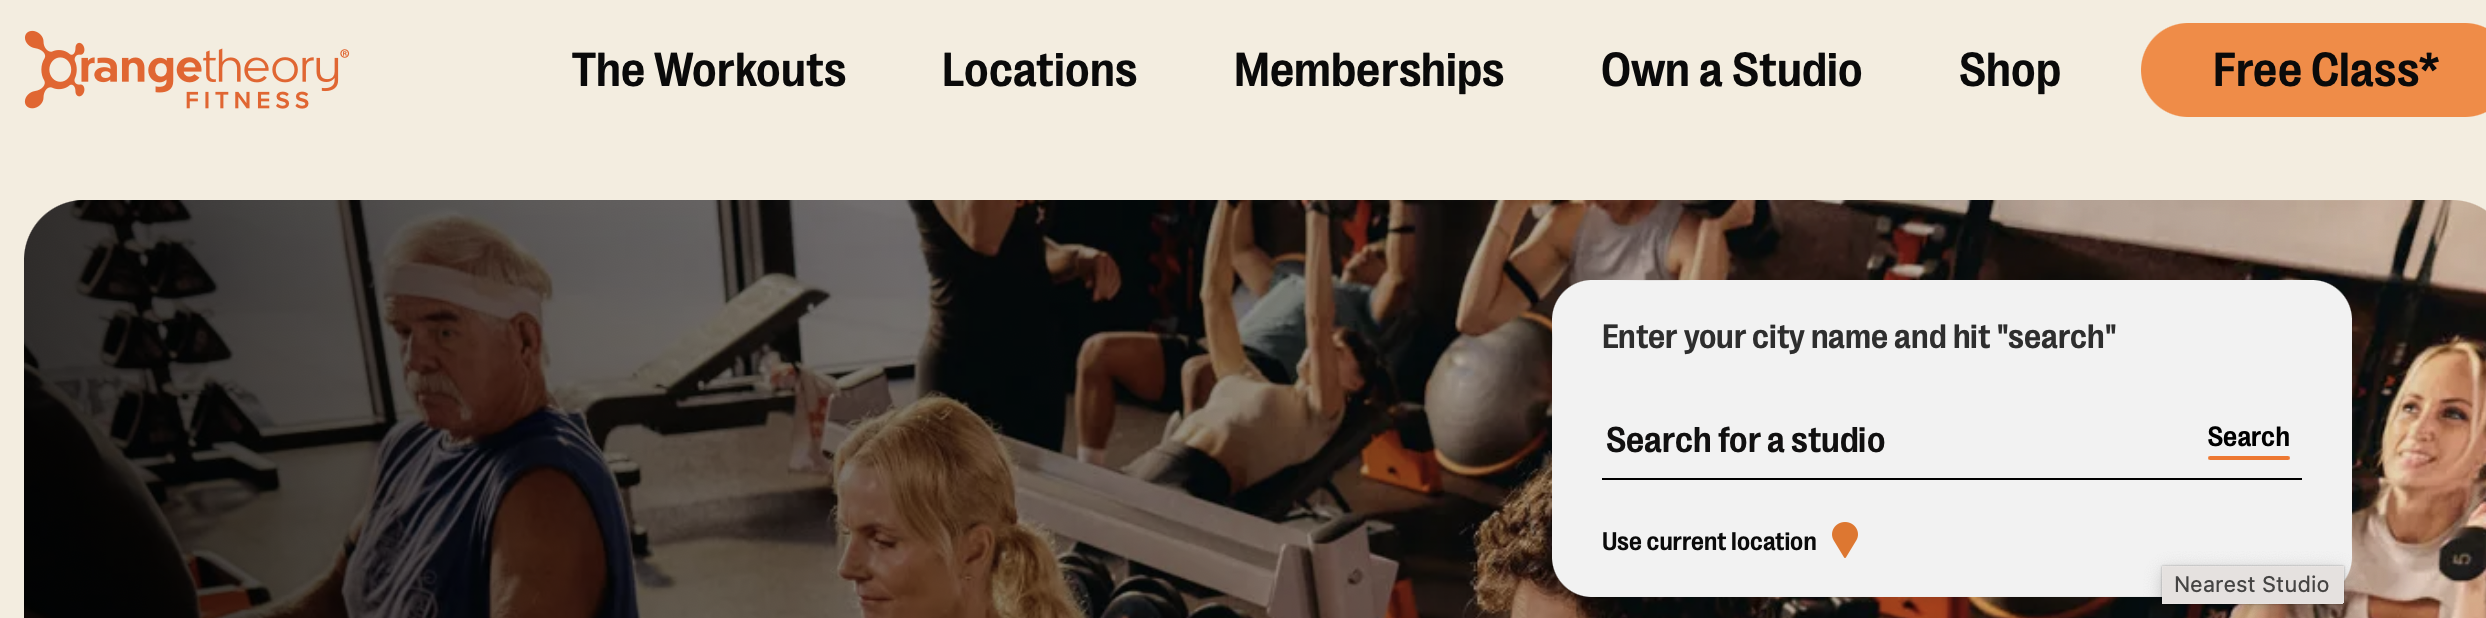 Orangetheory®
FITNESS
The Workouts
Locations
Memberships
Own a Studio
Shop
Free Class*
Enter your city name and hit "search"
Search for a studio
Search
Use current location
Nearest Studio
5